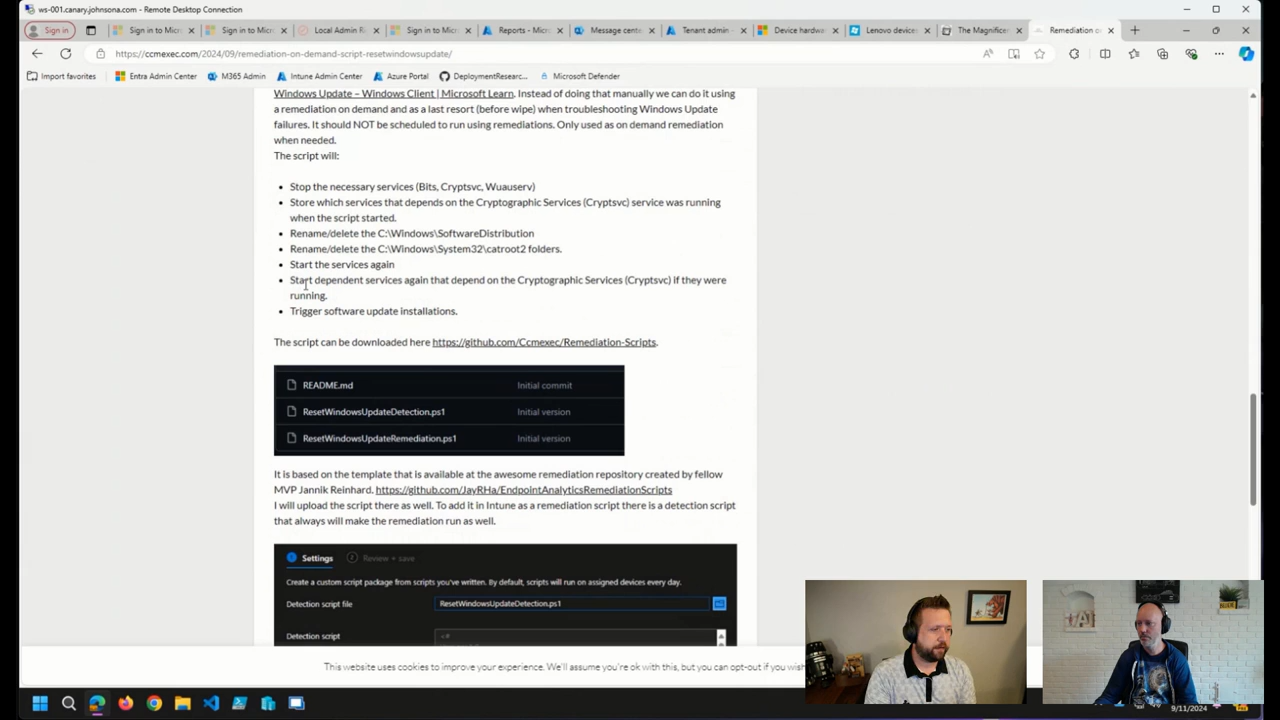 ws-001.canary.johnsona.com - Remote Desktop Connection
Sign in
Sign in to Micr
Sign in to Micr
Local Admin : R
Sign in to Micr
Reports - Micr
Message cente
Tenant admin -
Device hardwa
Lenovo devices
The Magnificer
Remediation o
https://ccmexec.com/2024/09/remediation-on-demand-script-resetwindowsupdate/
Import favorites
Entra Admin Center
M365 Admin
Intune Admin Center
Azure Portal
DeploymentResearc...
Microsoft Defender
Windows Update – Windows Client | Microsoft Learn. Instead of doing that manually we can do it using
a remediation on demand and as a last resort (before wipe) when troubleshooting Windows Update
failures. It should NOT be scheduled to run using remediations. Only used as on demand remediation
when needed.
The script will:
Stop the necessary services (Bits, Cryptsvc, Wuauserv)
Store which services that depends on the Cryptographic Services (Cryptsvc) service was running
when the script started.
Rename/delete the C:\Windows\SoftwareDistribution
Rename/delete the C:\Windows\System32\catroot2 folders.
Start the services again
Start dependent services again that depend on the Cryptographic Services (Cryptsvc) if they were
running.
Trigger software update installations.
The script can be downloaded here https://github.com/Ccmexec/Remediation-Scripts.
README.md Initial commit
ResetWindowsUpdateDetection.ps1 Initial version
ResetWindowsUpdateRemediation.ps1 Initial version
It is based on the template that is available at the awesome remediation repository created by fellow
MVP Jannik Reinhard. https://github.com/JayRHa/EndpointAnalyticsRemediationScripts
I will upload the script there as well. To add it in Intune as a remediation script there is a detection script
that always will make the remediation run as well.
1 Settings 2 Review + save
Create a custom script package from scripts you've written. By default, scripts will run on assigned devices every day.
Detection script file ResetWindowsUpdateDetection.ps1
Detection script <#
This website uses cookies to improve your experience. We'll assume you're ok with this, but you can opt-out if you wish
9/11/2024